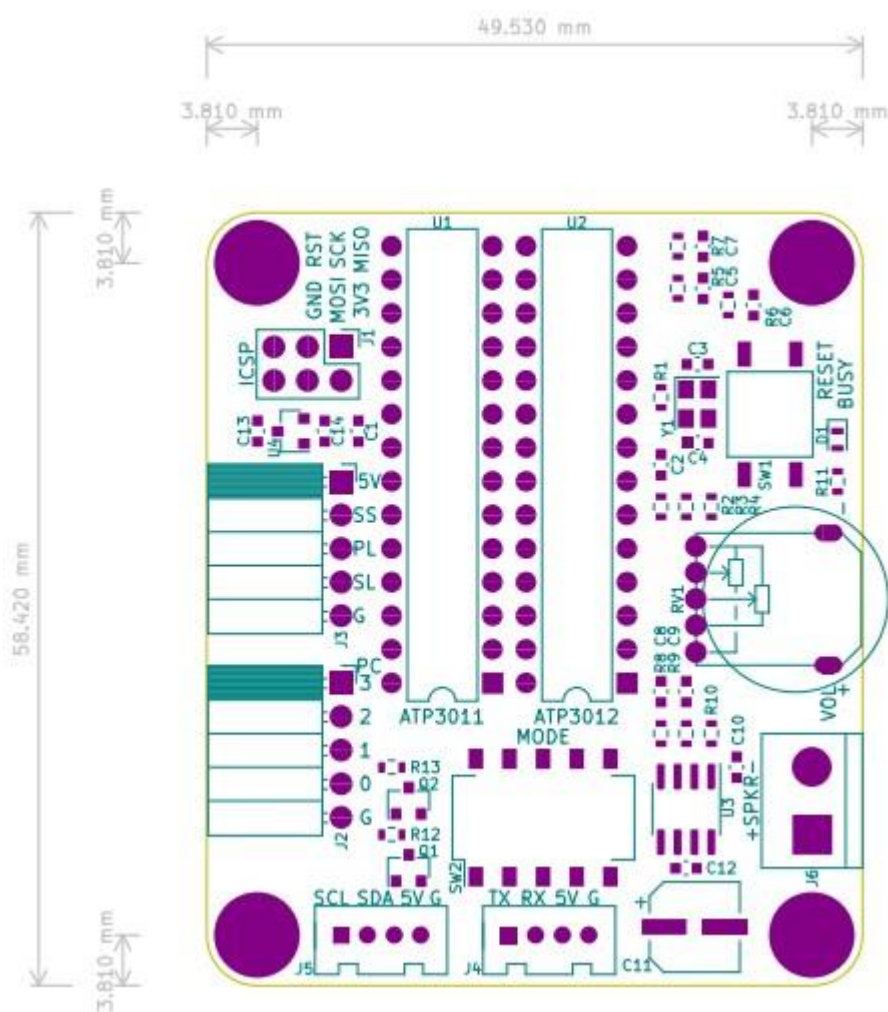 49.530 mm
3.810 mm
3.810 mm
3.810 mm
58.420 mm
3.810 mm
U1
U2
GND RST
MOSI SCK
3V3 MISO
J1
ICSP
R7
C7
R5
C5
R6
C6
C3
R1
Y1
C4
C2
RESET
BUSY
D1
SW1
R11
C13
U4
C14
C1
5V
SS
PL
SL
G
J3
R2
R3
R4
RV1
-
+
VOL
PC
3
2
1
0
G
J2
ATP3011
ATP3012
MODE
R8
C8
R9
C9
R10
C10
R13
Q2
R12
Q1
SW2
U3
+SPKR-
J6
C12
SCL SDA 5V G
J5
TX RX 5V G
J4
+
C11